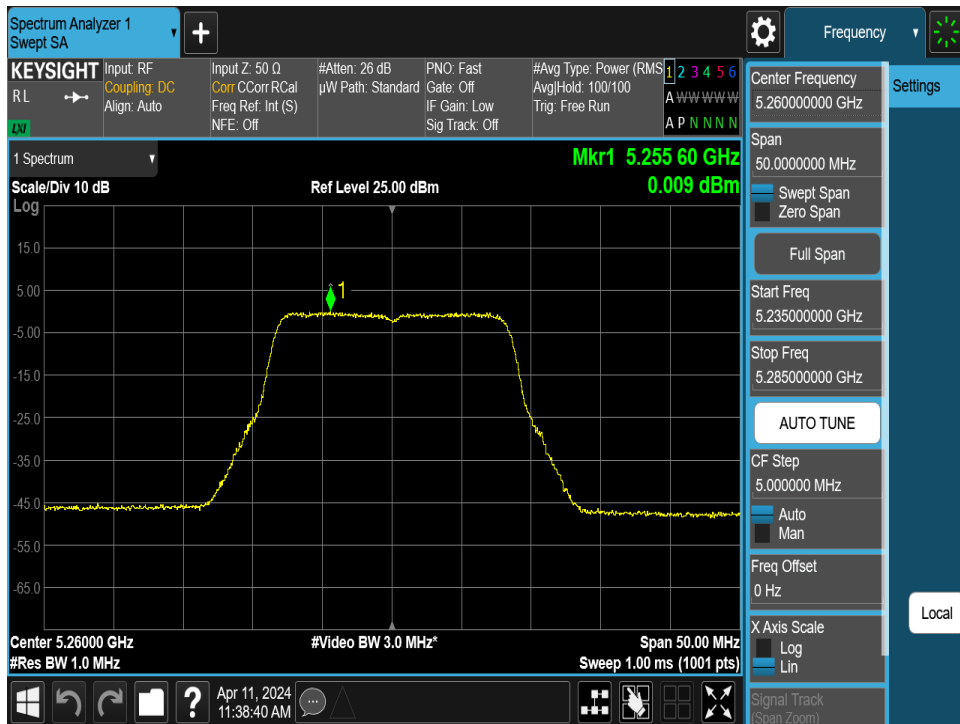 Spectrum Analyzer 1
Swept SA
+
Frequency
KEYSIGHT
R L
LXI
Input: RF
Coupling: DC
Align: Auto
Input Z: 50 Ω
Corr CCorr RCal
Freq Ref: Int (S)
NFE: Off
#Atten: 26 dB
µW Path: Standard
PNO: Fast
Gate: Off
IF Gain: Low
Sig Track: Off
#Avg Type: Power (RMS
Avg|Hold: 100/100
Trig: Free Run
1 2 3 4 5 6
A W W W W W
A P N N N N
1 Spectrum
Scale/Div 10 dB
Log
Ref Level 25.00 dBm
Mkr1 5.255 60 GHz
0.009 dBm
15.0
5.00
-5.00
-15.0
-25.0
-35.0
-45.0
-55.0
-65.0
1
Center 5.26000 GHz
#Res BW 1.0 MHz
#Video BW 3.0 MHz*
Span 50.00 MHz
Sweep 1.00 ms (1001 pts)
Center Frequency
5.260000000 GHz
Span
50.0000000 MHz
Swept Span
Zero Span
Full Span
Start Freq
5.235000000 GHz
Stop Freq
5.285000000 GHz
AUTO TUNE
CF Step
5.000000 MHz
Auto
Man
Freq Offset
0 Hz
X Axis Scale
Log
Lin
Signal Track
(Span Zoom)
Settings
Local
?
Apr 11, 2024
11:38:40 AM